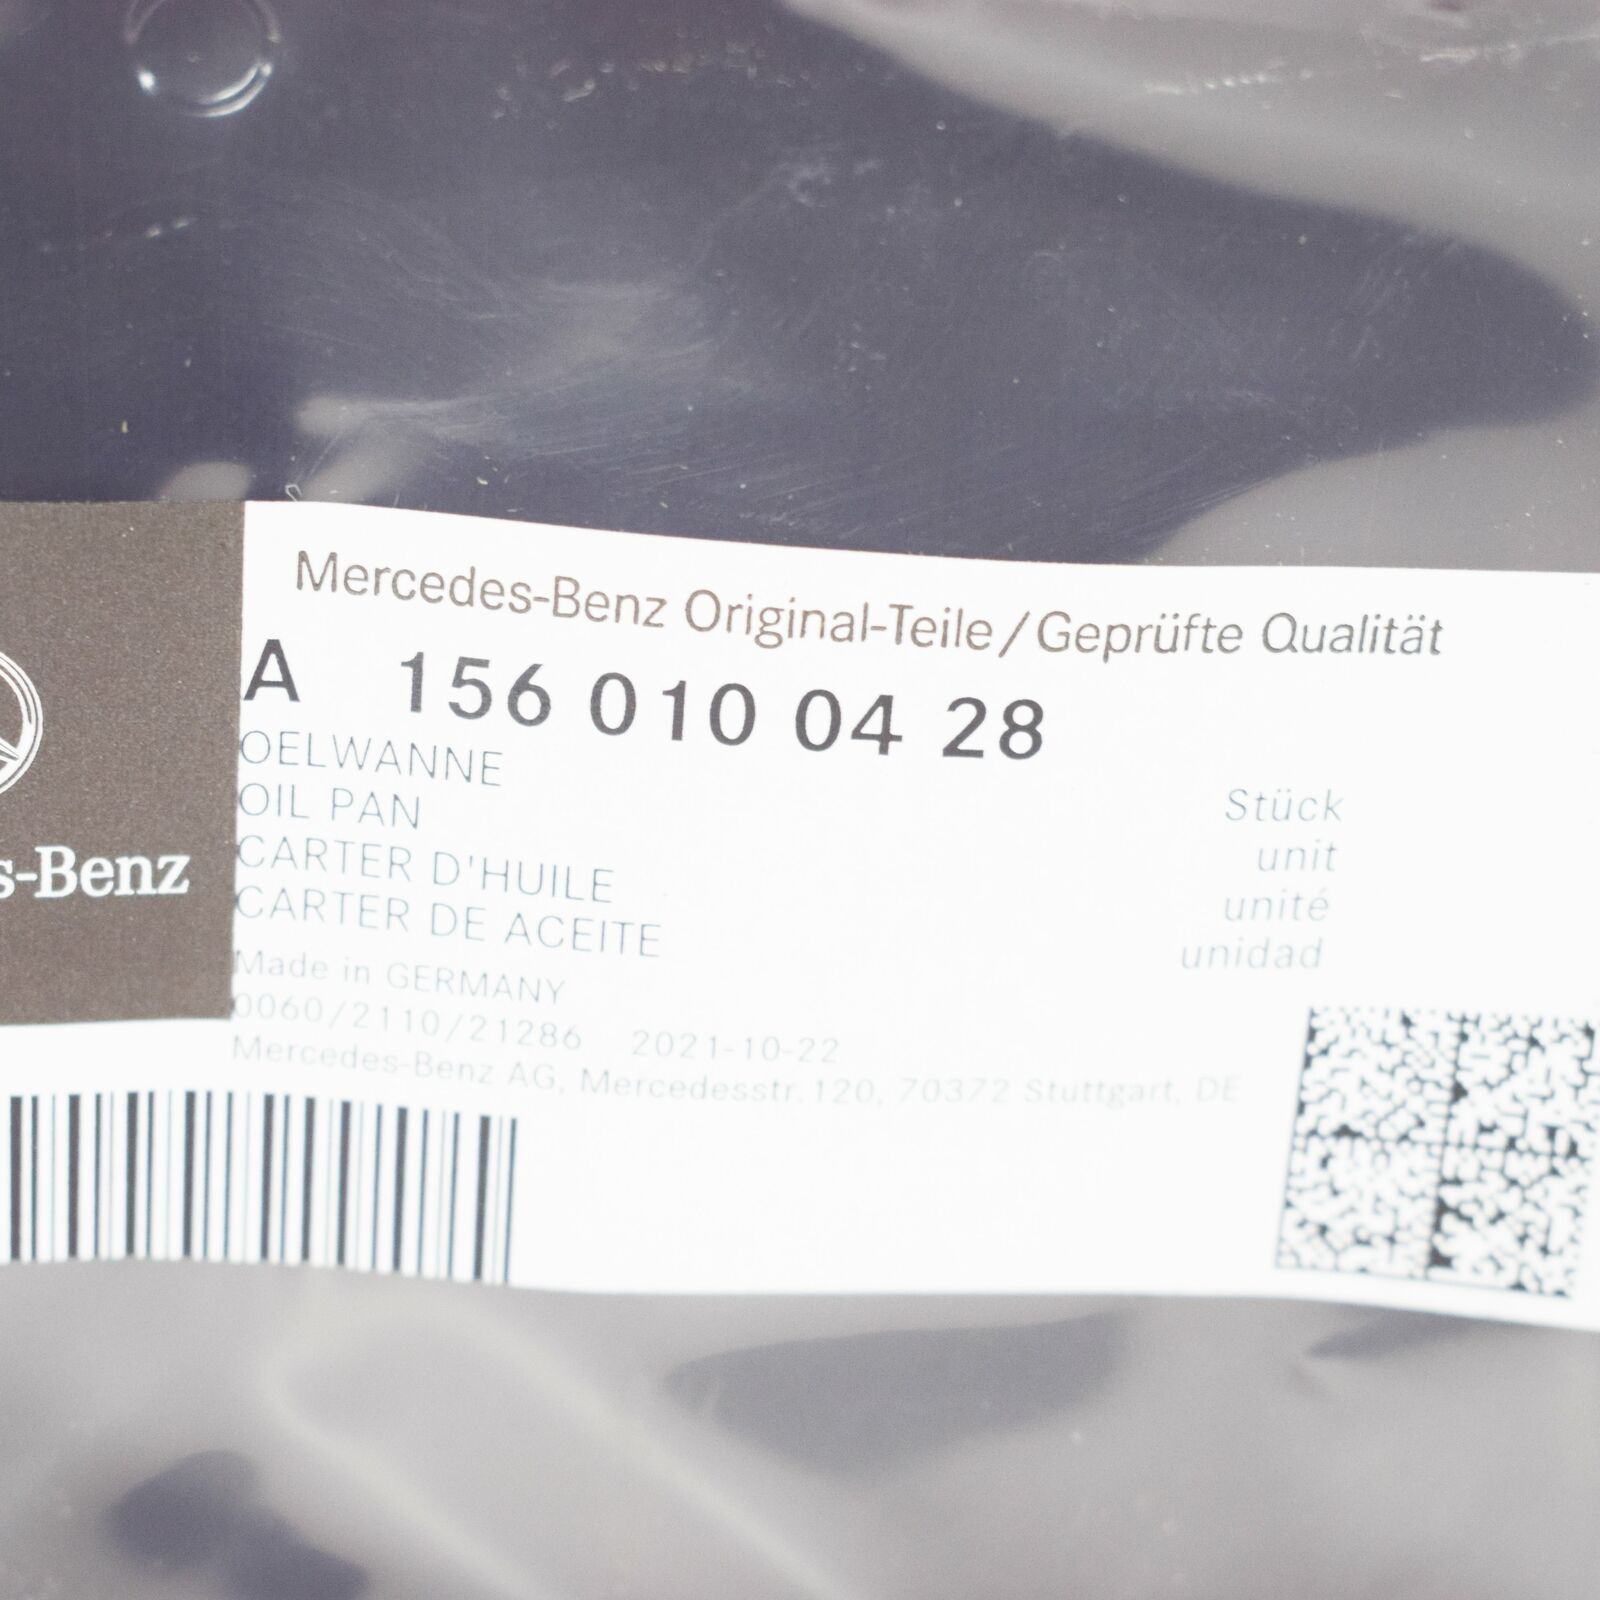 Mercedes-Benz Original-Teile / Geprüfte Qualität
A 156 010 04 28
OELWANNE
OIL PAN
CARTER D'HUILE
CARTER DE ACEITE
Stück
unit
unité
unidad
Made in GERMANY
0060/2110/21286 2021-10-22
Mercedes-Benz AG, Mercedesstr.120, 70372 Stuttgart, DE
s-Benz